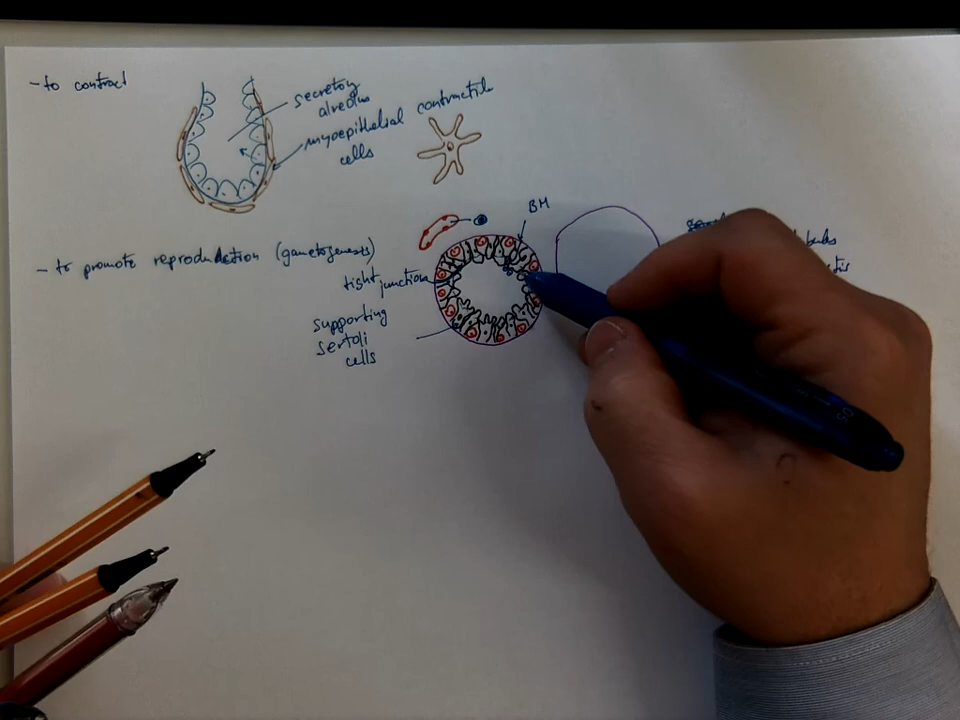 - to contract
secretory
alveolus
myoepithelial
cells
contractile
BM
- to promote reproduction (gametogenesis)
tight junction
supporting
sertoli
cells